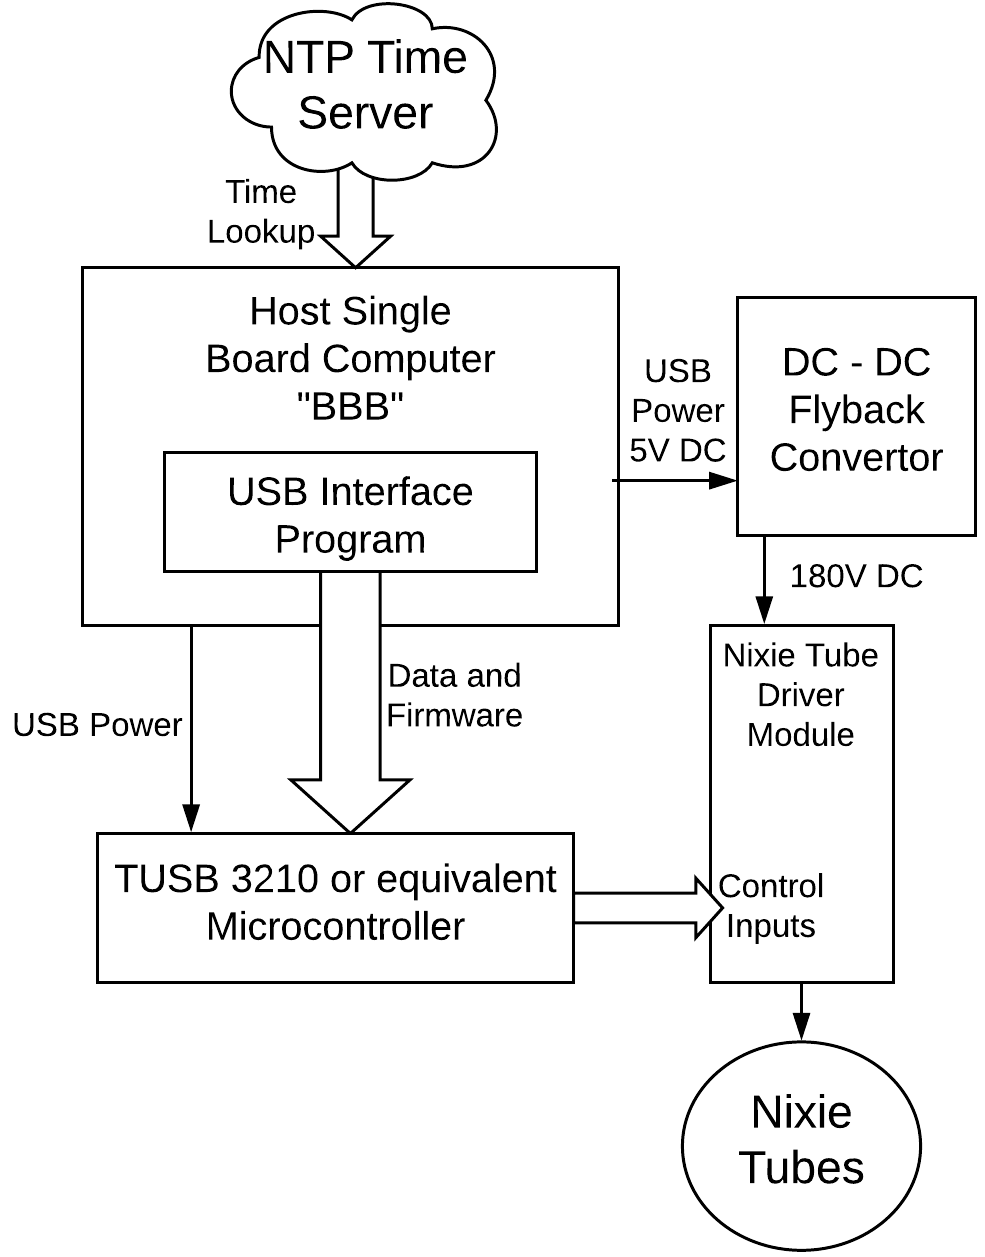 NTP Time
Server
Time
Lookup
Host Single
Board Computer
"BBB"
USB Interface
Program
USB
Power
5V DC
DC - DC
Flyback
Convertor
180V DC
USB Power
Data and
Firmware
Nixie Tube
Driver
Module
TUSB 3210 or equivalent
Microcontroller
Control
Inputs
Nixie
Tubes